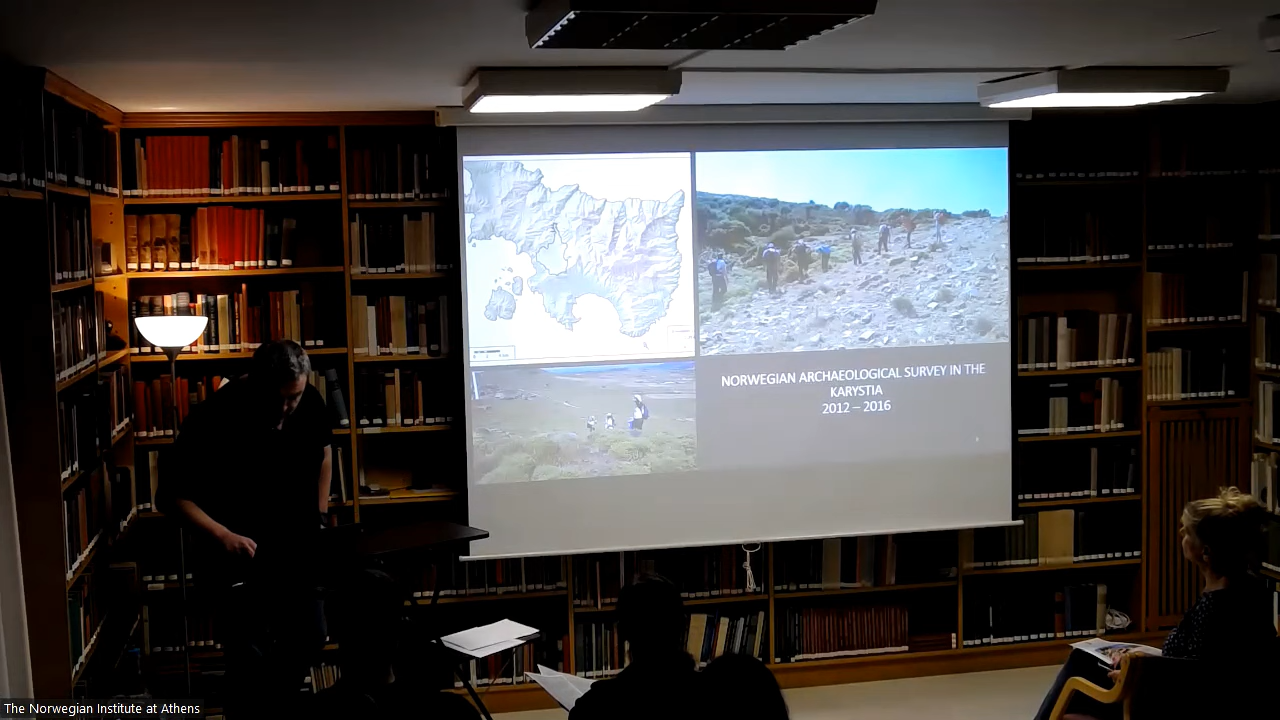 NORWEGIAN ARCHAEOLOGICAL SURVEY IN THE
KARYSTIA
2012 – 2016
The Norwegian Institute at Athens